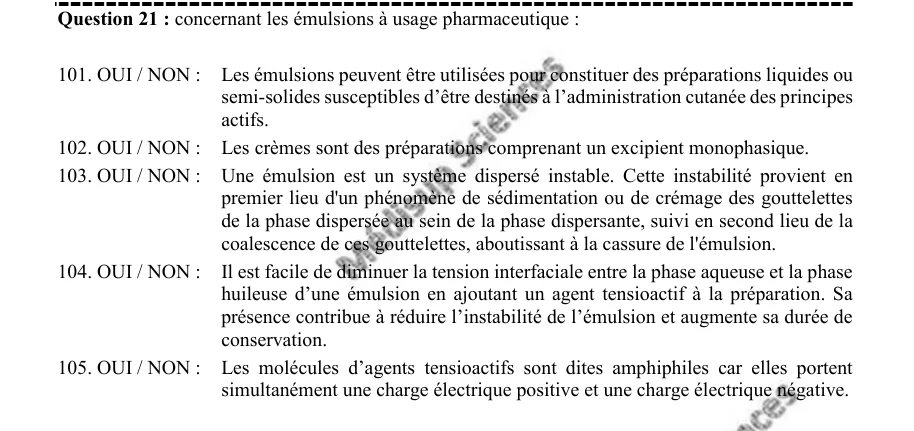 Question 21 : concernant les émulsions à usage pharmaceutique :
101. OUI / NON : Les émulsions peuvent être utilisées pour constituer des préparations liquides ou
semi-solides susceptibles d’être destinés à l’administration cutanée des principes
actifs.
102. OUI / NON : Les crèmes sont des préparations comprenant un excipient monophasique.
103. OUI / NON : Une émulsion est un système dispersé instable. Cette instabilité provient en
premier lieu d'un phénomène de sédimentation ou de crémage des gouttelettes
de la phase dispersée au sein de la phase dispersante, suivi en second lieu de la
coalescence de ces gouttelettes, aboutissant à la cassure de l'émulsion.
104. OUI / NON : Il est facile de diminuer la tension interfaciale entre la phase aqueuse et la phase
huileuse d’une émulsion en ajoutant un agent tensioactif à la préparation. Sa
présence contribue à réduire l’instabilité de l’émulsion et augmente sa durée de
conservation.
105. OUI / NON : Les molécules d’agents tensioactifs sont dites amphiphiles car elles portent
simultanément une charge électrique positive et une charge électrique négative.
Médisup Sciences
ences